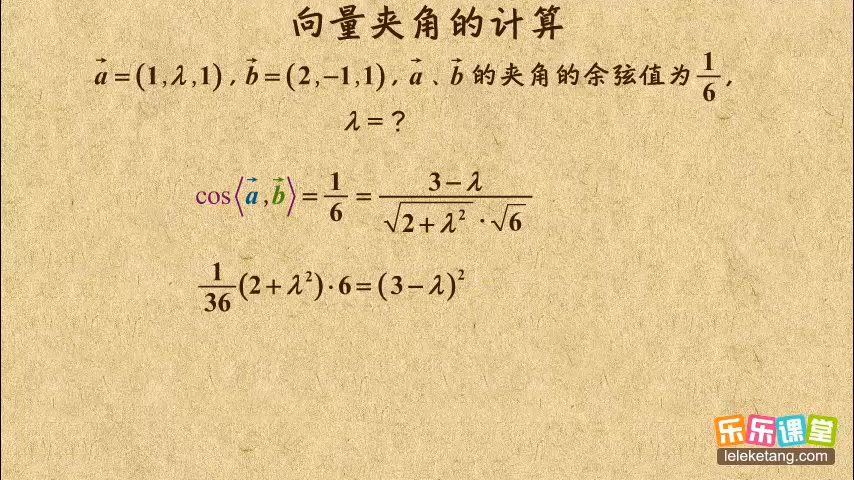 向量夹角的计算
a⃗ = (1, λ, 1), b⃗ = (2, −1, 1), a⃗、b⃗ 的夹角的余弦值为 1/6,
λ = ?
cos⟨a⃗, b⃗⟩ = 1/6 = (3 − λ)/(√(2 + λ²) · √6)
1/36 (2 + λ²) · 6 = (3 − λ)²
乐乐课堂
leleketang.com